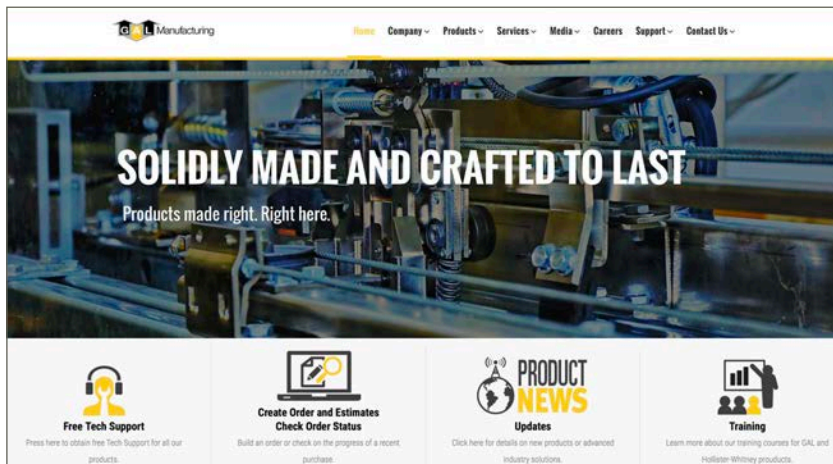 GAL Manufacturing
Home Company Products Services Media Careers Support Contact Us
SOLIDLY MADE AND CRAFTED TO LAST
Products made right. Right here.
Free Tech Support
Press here to obtain free Tech Support for all our
products.
Create Order and Estimates
Check Order Status
Build an order or check on the progress of a recent
purchase.
PRODUCT
NEWS
Updates
Click here for details on new products or advanced
industry solutions.
Training
Learn more about our training courses for GAL and
Hollister-Whitney prouducts.